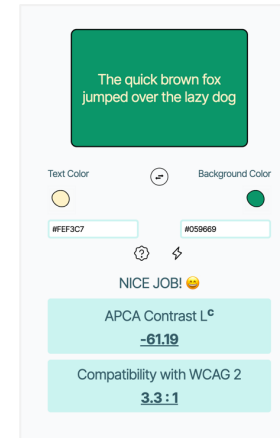 The quick brown fox
jumped over the lazy dog
Text Color
Background Color
#FEF3C7
#059669
NICE JOB! 😄
APCA Contrast Lᶜ
-61.19
Compatibility with WCAG 2
3.3 : 1